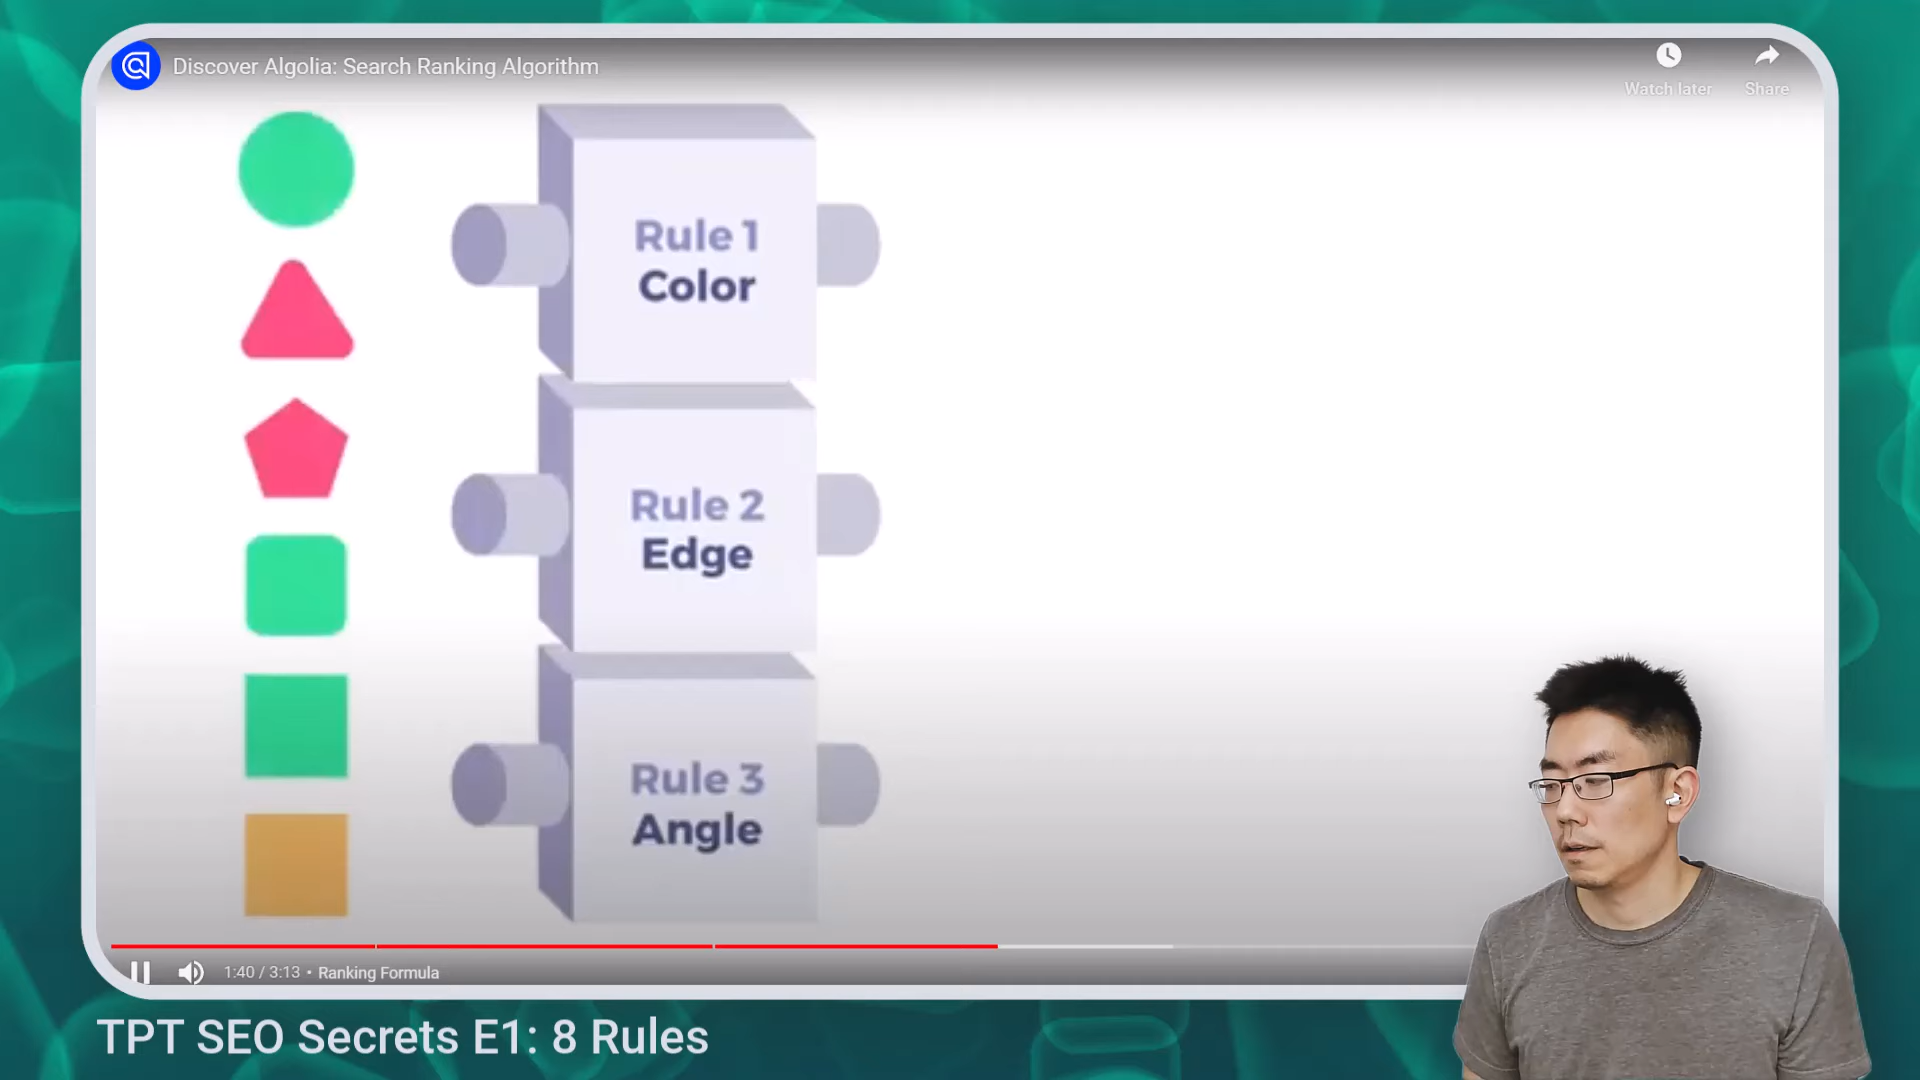 Discover Algolia: Search Ranking Algorithm
Watch later
Share
Rule 1
Color
Rule 2
Edge
Rule 3
Angle
1:40 / 3:13 • Ranking Formula
TPT SEO Secrets E1: 8 Rules